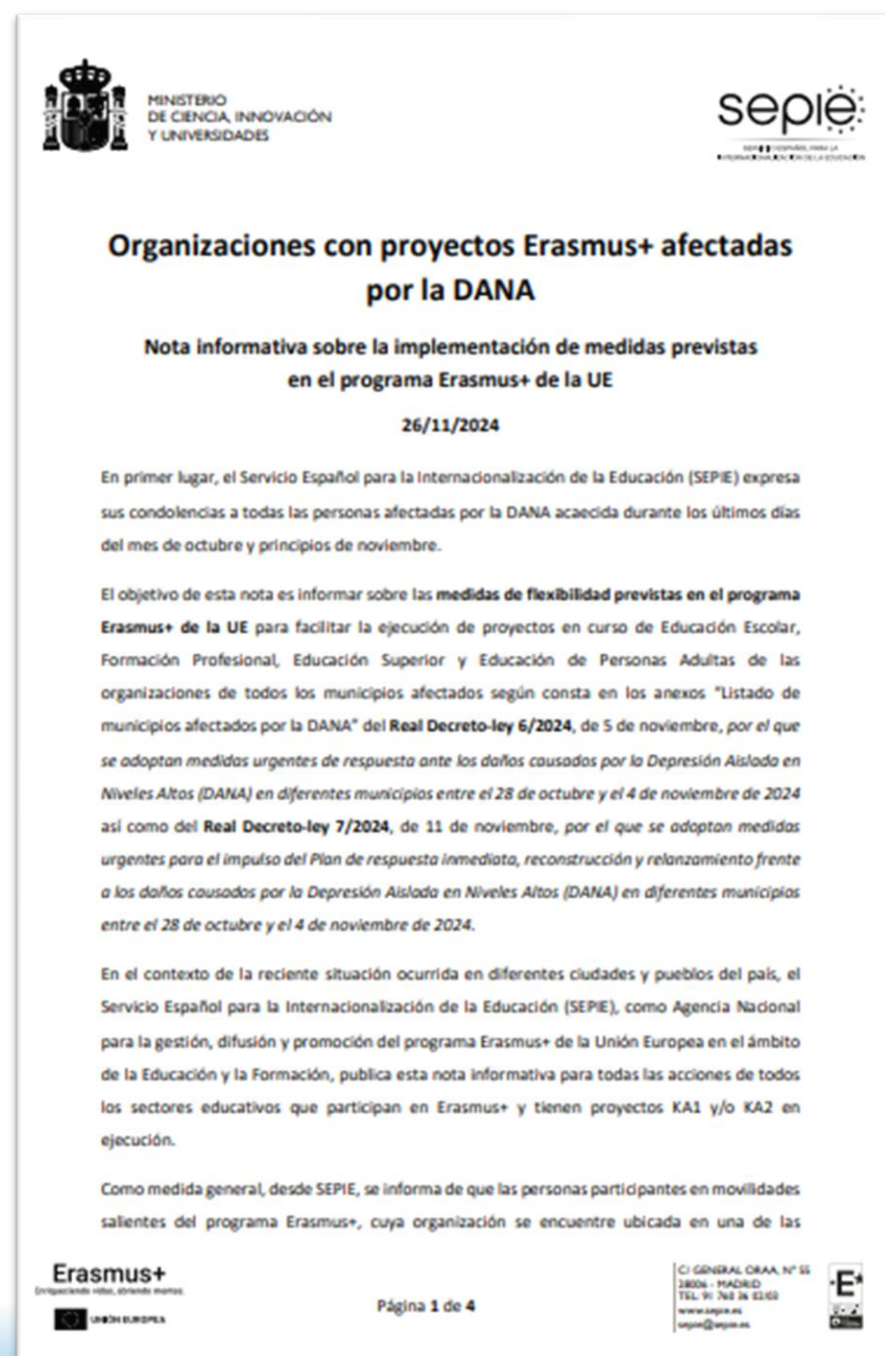 MINISTERIO
DE CIENCIA, INNOVACIÓN
Y UNIVERSIDADES
sepie
Organizaciones con proyectos Erasmus+ afectadas
por la DANA
Nota informativa sobre la implementación de medidas previstas
en el programa Erasmus+ de la UE
26/11/2024
En primer lugar, el Servicio Español para la Internacionalización de la Educación (SEPIE) expresa
sus condolencias a todas las personas afectadas por la DANA acaecida durante los últimos días
del mes de octubre y principios de noviembre.
El objetivo de esta nota es informar sobre las medidas de flexibilidad previstas en el programa
Erasmus+ de la UE para facilitar la ejecución de proyectos en curso de Educación Escolar,
Formación Profesional, Educación Superior y Educación de Personas Adultas de las
organizaciones de todos los municipios afectados según consta en los anexos "Listado de
municipios afectados por la DANA" del Real Decreto-ley 6/2024, de 5 de noviembre, por el que
se adoptan medidas urgentes de respuesta ante los daños causados por la Depresión Aislada en
Niveles Altos (DANA) en diferentes municipios entre el 28 de octubre y el 4 de noviembre de 2024
así como del Real Decreto-ley 7/2024, de 11 de noviembre, por el que se adoptan medidas
urgentes para el impulso del Plan de respuesta inmediata, reconstrucción y relanzamiento frente
a los daños causados por la Depresión Aislada en Niveles Altos (DANA) en diferentes municipios
entre el 28 de octubre y el 4 de noviembre de 2024.
En el contexto de la reciente situación ocurrida en diferentes ciudades y pueblos del país, el
Servicio Español para la Internacionalización de la Educación (SEPIE), como Agencia Nacional
para la gestión, difusión y promoción del programa Erasmus+ de la Unión Europea en el ámbito
de la Educación y la Formación, publica esta nota informativa para todas las acciones de todos
los sectores educativos que participan en Erasmus+ y tienen proyectos KA1 y/o KA2 en
ejecución.
Como medida general, desde SEPIE, se informa de que las personas participantes en movilidades
salientes del programa Erasmus+, cuya organización se encuentre ubicada en una de las
Erasmus+
Enriqueciendo vidas, abriendo mentes.
UNIÓN EUROPEA
Página 1 de 4
C/ GENERAL ORAA, Nº 55
28006 - MADRID
www.sepie.es
sepie@sepie.es
E